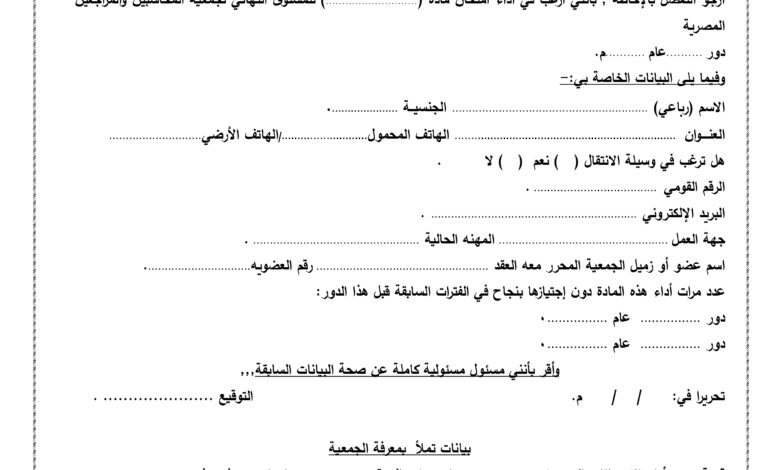 أرجو التفضل بالإحاطة , بأنني أرغب في أداء امتحان مادة (............................) للمستوى النهائي لجمعية المحاسبين والمراجعين
المصرية
دور ..........عام ...........م.
وفيما يلى البيانات الخاصة بي:-
الاسم (رباعي) ............................................................ الجنسية .................... .
العنـــوان .................................................................... الهاتف المحمول........................../الهاتف الأرضي............................
هل ترغب في وسيلة الانتقال ( ) نعم ( ) لا .
الرقم القومي ...................................... .
البريد الإلكتروني ............................................................... .
جهة العمل .................................................... المهنه الحالية ................................................... .
اسم عضو أو زميل الجمعية المحرر معه العقد ..................................................... رقم العضويه...............................
عدد مرات أداء هذه المادة دون إجتيازها بنجاح في الفترات السابقة قبل هذا الدور:
دور ................ عام ................ .
دور ................ عام ................ .
وأقر بأنني مسئول مسئولية كاملة عن صحة البيانات السابقة,,,
تحريرا في: / / م. التوقيع ...................... .
بيانات تملأ بمعرفة الجمعية